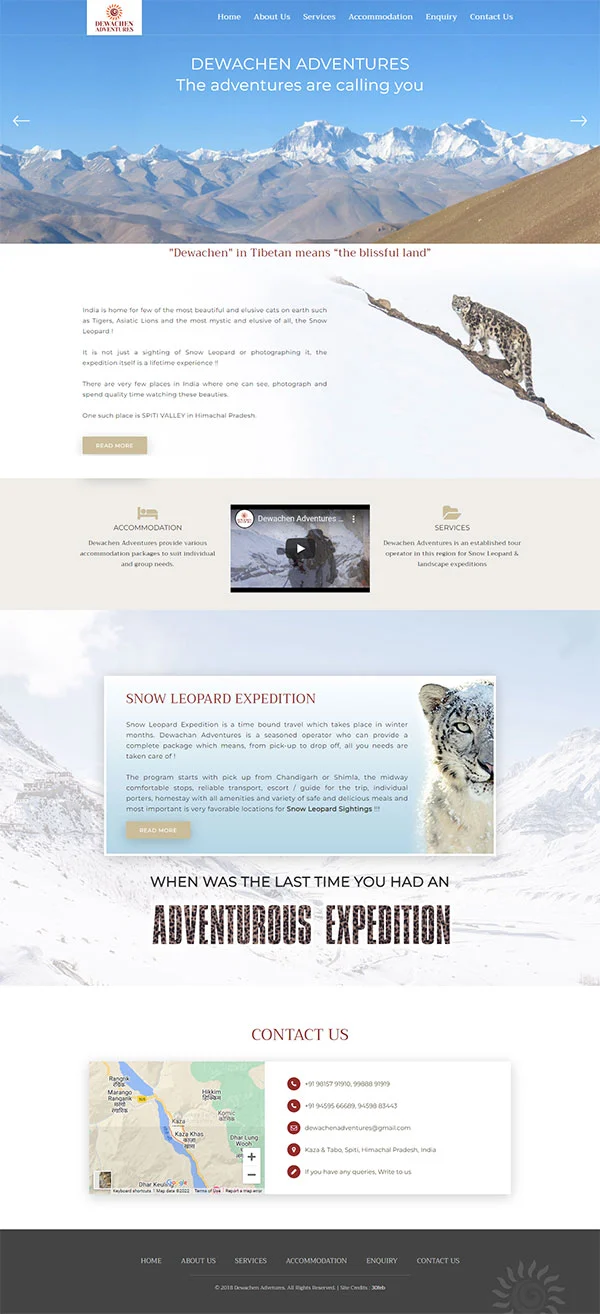 DEWACHEN
ADVENTURES
Home About Us Services Accommodation Enquiry Contact Us
DEWACHEN ADVENTURES
The adventures are calling you
"Dewachen" in Tibetan means “the blissful land”
India is home for few of the most beautiful and elusive cats on earth such
as Tigers, Asiatic Lions and the most mystic and elusive of all, the Snow
Leopard !
It is not just a sighting of Snow Leopard or photographing it, the
expedition itself is a lifetime experience !!
There are very few places in India where one can see, photograph and
spend quality time watching these beauties.
One such place is SPITI VALLEY in Himachal Pradesh.
READ MORE
ACCOMMODATION
Dewachen Adventures provide various
accommodation packages to suit individual
and group needs.
Dewachen Adventures ...
SERVICES
Dewachen Adventures is an established tour
operator in this region for Snow Leopard &
landscape expeditions
SNOW LEOPARD EXPEDITION
Snow Leopard Expedition is a time bound travel which takes place in winter
months. Dewachan Adventures is a seasoned operator who can provide a
complete package which means, from pick-up to drop off, all you needs are
taken care of !
The program starts with pick up from Chandigarh or Shimla, the midway
comfortable stops, reliable transport, escort / guide for the trip, individual
porters, homestay with all amenities and variety of safe and delicious meals and
most important is very favorable locations for Snow Leopard Sightings !!!
READ MORE
WHEN WAS THE LAST TIME YOU HAD AN
ADVENTUROUS EXPEDITION
CONTACT US
Rangrik
Marango
Rangarik
Hikkim
हिक्किम
Komic
कोमिक
Kaza
Kaza Khas
Dhar Lung
Wooh
Dhar Keulung
Google
Keyboard shortcuts Map data ©2022 Terms of Use Report a map error
+91 98157 91910, 99888 91919
+91 94595 66689, 94598 83443
dewachenadventures@gmail.com
Kaza & Tabo, Spiti, Himachal Pradesh, India
If you have any queries, Write to us
HOME ABOUT US SERVICES ACCOMMODATION ENQUIRY CONTACT US
© 2018 Dewachen Adventures. All Rights Reserved. | Site Credits : 30feb